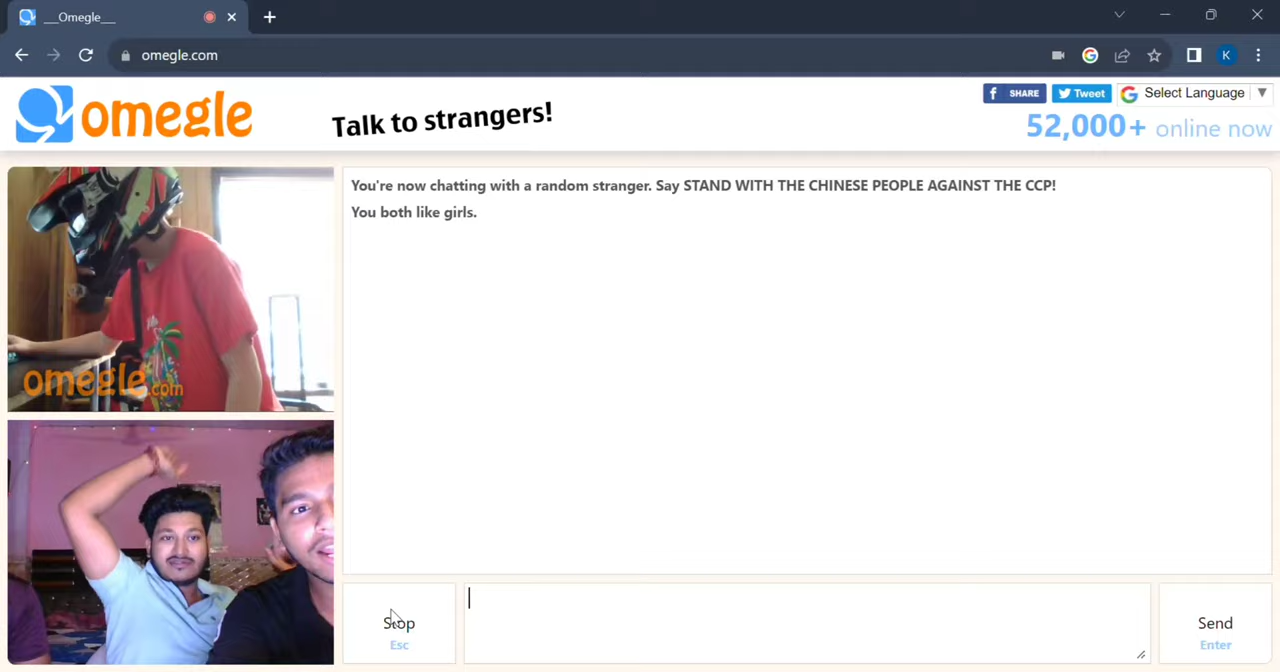 __Omegle__
omegle.com
K
omegle
Talk to strangers!
f SHARE
Tweet
G Select Language ▼
52,000+ online now
You're now chatting with a random stranger. Say STAND WITH THE CHINESE PEOPLE AGAINST THE CCP!
You both like girls.
omegle.com
Stop
Esc
Send
Enter